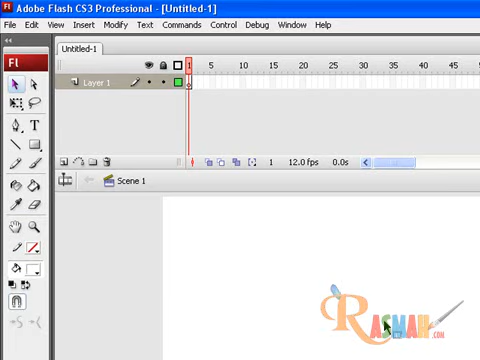 Adobe Flash CS3 Professional - [Untitled-1]
File Edit View Insert Modify Text Commands Control Debug Window Help
Untitled-1
Fl
1 5 10 15 20 25 30 35 40 45
Layer 1
1 12.0 fps 0.0s
Scene 1
RASMAH.COM